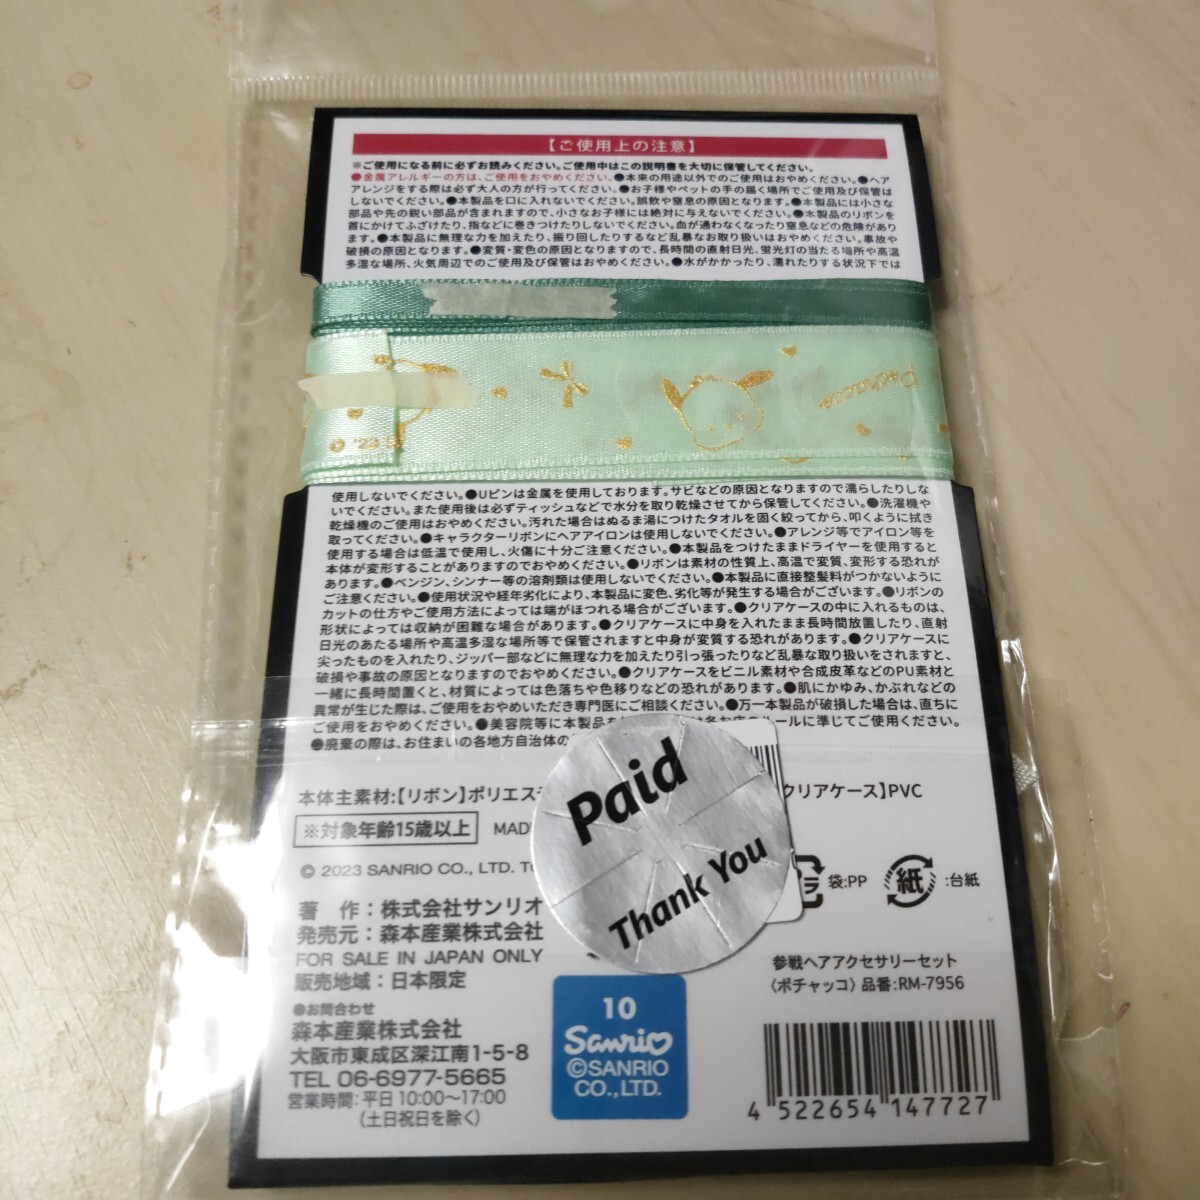 【ご使用上の注意】
※ご使用になる前に必ずお読みください。ご使用中はこの説明書を大切に保管してください。
●金属アレルギーの方は、ご使用をおやめください。●本来の用途以外でのご使用はおやめください。●ヘア
アレンジをする際は必ず大人の方が行ってください。●お子様やペットの手の届く場所でご使用及び保管は
しないでください。●本製品を口に入れないでください。誤飲や窒息の原因となります。●本製品には小さな
部品や先の鋭い部品が含まれますので、小さなお子様には絶対に与えないでください。●本製品のリボンを
首にかけてふざけたり、指などに巻きつけたりしないでください。血が通わなくなったり窒息などの危険があり
ます。●本製品に無理な力を加えたり、振り回したりするなど乱暴なお取り扱いはおやめください。事故や
破損の原因となります。●変質・変色の原因となりますので、長時間の直射日光、蛍光灯の当たる場所や高温
多湿な場所、火気周辺でのご使用及び保管はおやめください。●水がかかったり、濡れたりする状況下では
Pochacco
© '23 S
使用しないでください。●Uピンは金属を使用しております。サビなどの原因となりますので濡らしたりしな
いでください。また使用後は必ずティッシュなどで水分を取り乾燥させてから保管してください。●洗濯機や
乾燥機のご使用はおやめください。汚れた場合はぬるま湯につけたタオルを固く絞ってから、叩くように拭き
取ってください。●キャラクターリボンにヘアアイロンは使用しないでください。●アレンジ等でアイロン等を
使用する場合は低温で使用し、火傷に十分ご注意ください。●本製品をつけたままドライヤーを使用すると
本体が変形することがありますのでおやめください。●リボンは素材の性質上、高温で変質、変形する恐れが
あります。●ベンジン、シンナー等の溶剤類は使用しないでください。●本製品に直接整髪料がつかないように
ご注意ください。●使用状況や経年劣化により、本製品に変色、劣化等が発生する場合がございます。●リボンの
カットの仕方やご使用方法によっては端がほつれる場合がございます。●クリアケースの中に入れるものは、
形状によっては収納が困難な場合があります。●クリアケースに中身を入れたまま長時間放置したり、直射
日光のあたる場所や高温多湿な場所等で保管されますと中身が変質する恐れがあります。●クリアケースに
尖ったものを入れたり、ジッパー部などに無理な力を加えたり引っ張ったりなど乱暴な取り扱いをされますと、
破損や事故の原因となりますのでおやめください。●クリアケースをビニル素材や合成皮革などのPU素材と
一緒に長時間置くと、材質によっては色落ちや色移りなどの恐れがあります。●肌にかゆみ、かぶれなどの
異常が生じた際は、ご使用をおやめいただき専門医にご相談ください。●万一本製品が破損した場合は、直ちに
ご使用をおやめください。●美容院等に本製品を は各お店のルールに準じてご使用ください。
●廃棄の際は、お住まいの各地方自治体の
本体主素材:【リボン】ポリエス クリアケース】PVC
※対象年齢15歳以上 MAD
© 2023 SANRIO CO., LTD.
Paid
Thank You
プラ 袋:PP 紙 :台紙
著 作：株式会社サンリオ
発売元：森本産業株式会社
FOR SALE IN JAPAN ONLY
販売地域：日本限定
●お問合わせ
森本産業株式会社
大阪市東成区深江南1-5-8
TEL 06-6977-5665
営業時間：平日10:00～17:00
（土日祝日を除く）
10
Sanrio
©SANRIO
CO.,LTD.
参戦ヘアアクセサリーセット
〈ポチャッコ〉品番:RM-7956
4 522654 147727